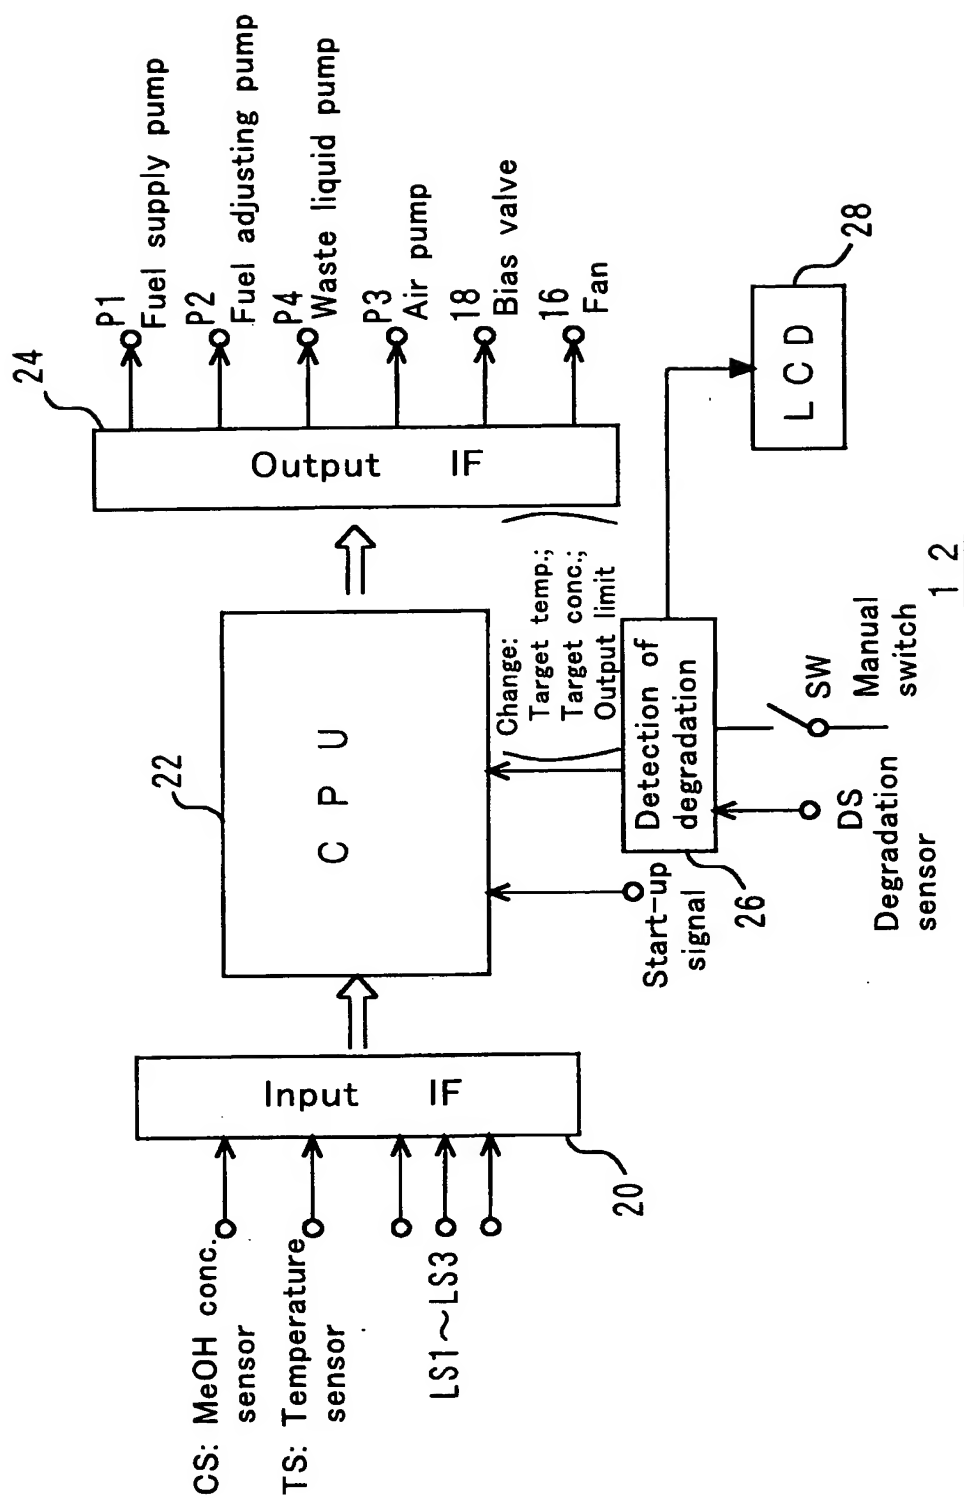 CS: MeOH conc.
sensor
TS: Temperature
sensor
LS1~LS3
Input IF
20
22
C P U
Start-up
signal
Change:
Target temp.;
Target conc.;
Output limit
Detection of
degradation
26
DS
Degradation
sensor
SW
Manual
switch
24
Output IF
P1
Fuel supply pump
P2
Fuel adjusting pump
P4
Waste liquid pump
P3
Air pump
18
Bias valve
16
Fan
L C D
28
1 2